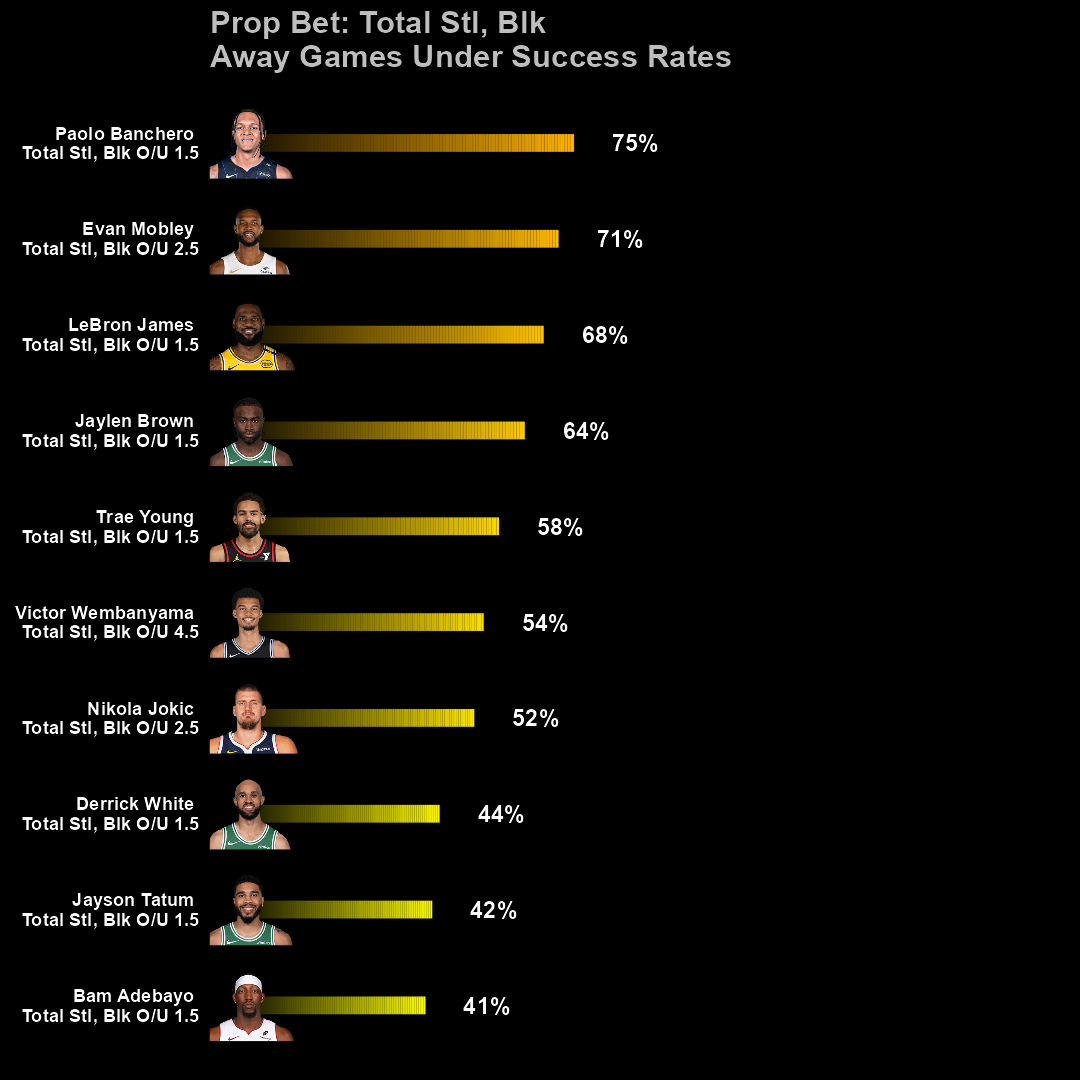 Prop Bet: Total Stl, Blk
Away Games Under Success Rates
Paolo Banchero
Total Stl, Blk O/U 1.5
75%
Evan Mobley
Total Stl, Blk O/U 2.5
71%
LeBron James
Total Stl, Blk O/U 1.5
68%
Jaylen Brown
Total Stl, Blk O/U 1.5
64%
Trae Young
Total Stl, Blk O/U 1.5
58%
Victor Wembanyama
Total Stl, Blk O/U 4.5
54%
Nikola Jokic
Total Stl, Blk O/U 2.5
52%
Derrick White
Total Stl, Blk O/U 1.5
44%
Jayson Tatum
Total Stl, Blk O/U 1.5
42%
Bam Adebayo
Total Stl, Blk O/U 1.5
41%